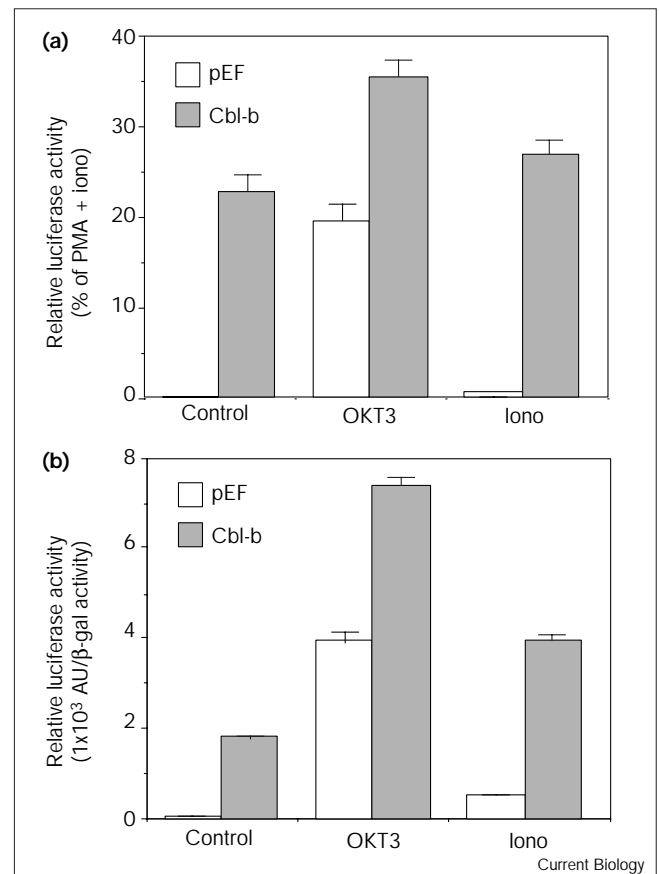 (a)
Relative luciferase activity
(% of PMA + iono)
40
30
20
10
0
pEF
Cbl-b
Control
OKT3
Iono
(b)
Relative luciferase activity
(1x10³ AU/β-gal activity)
8
6
4
2
0
pEF
Cbl-b
Control
OKT3
Iono
Current Biology